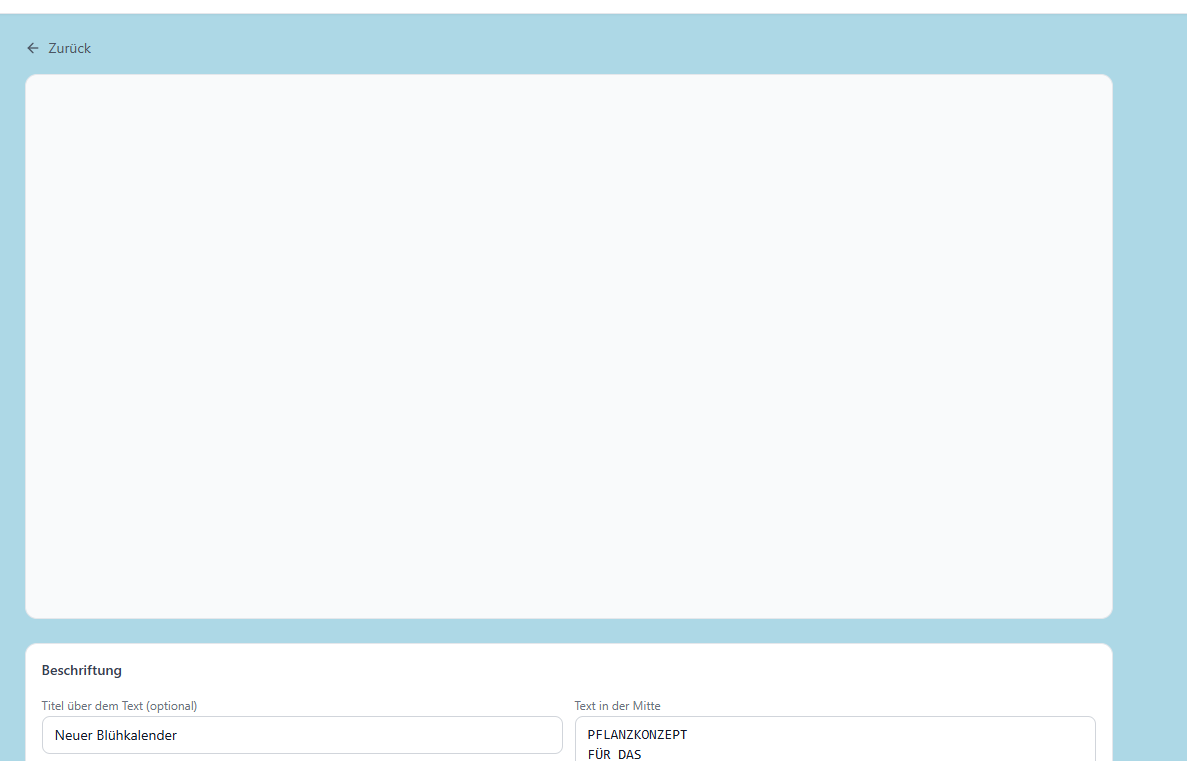 Zurück
Beschriftung
Titel über dem Text (optional)
Neuer Blühkalender
Text in der Mitte
PFLANZKONZEPT
FÜR DAS